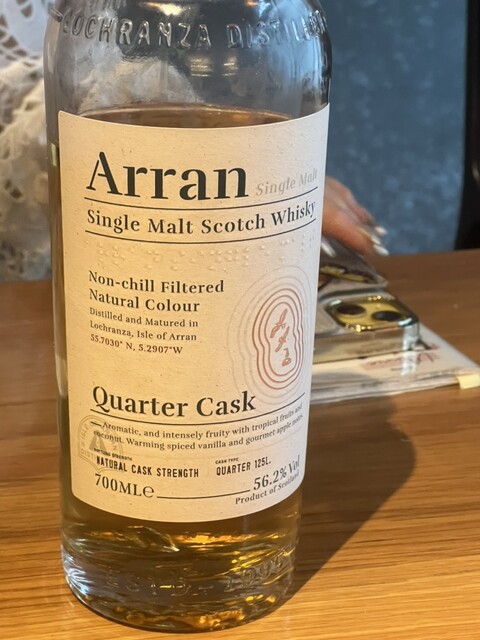 LOCHRANZA DISTILLERY
Arran Single Malt
Single Malt Scotch Whisky
Non-chill Filtered
Natural Colour
Distilled and Matured in
Lochranza, Isle of Arran
55.7030° N, 5.2907°W
Quarter Cask
Aromatic, and intensely fruity with tropical fruits and
coconut. Warming spiced vanilla and gourmet apple notes.
CASK TYPE
NATURAL CASK STRENGTH QUARTER 125L.
700ML℮ 56.2% Vol
Product of Scotland